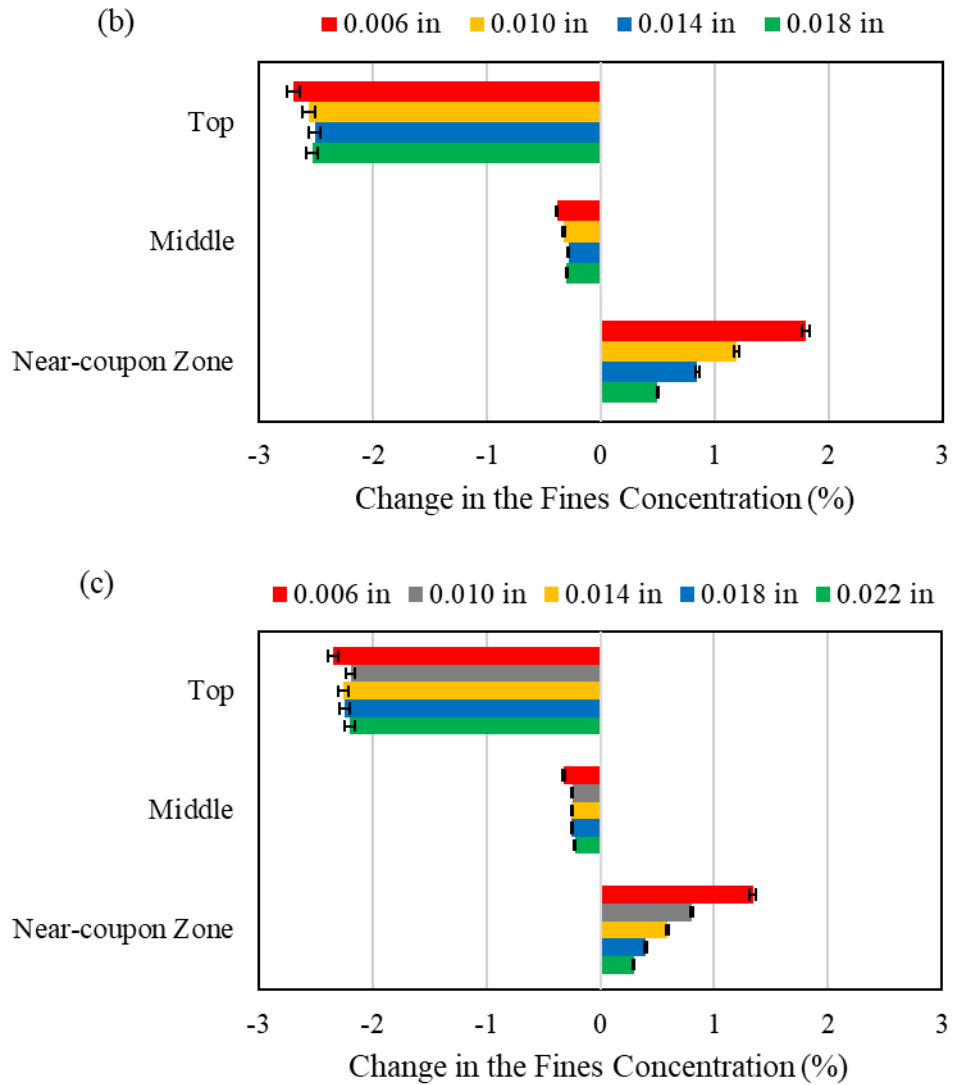 (b)
0.006 in 0.010 in 0.014 in 0.018 in
Top
Middle
Near-coupon Zone
-3 -2 -1 0 1 2 3
Change in the Fines Concentration (%)
(c)
0.006 in 0.010 in 0.014 in 0.018 in 0.022 in
Top
Middle
Near-coupon Zone
-3 -2 -1 0 1 2 3
Change in the Fines Concentration (%)